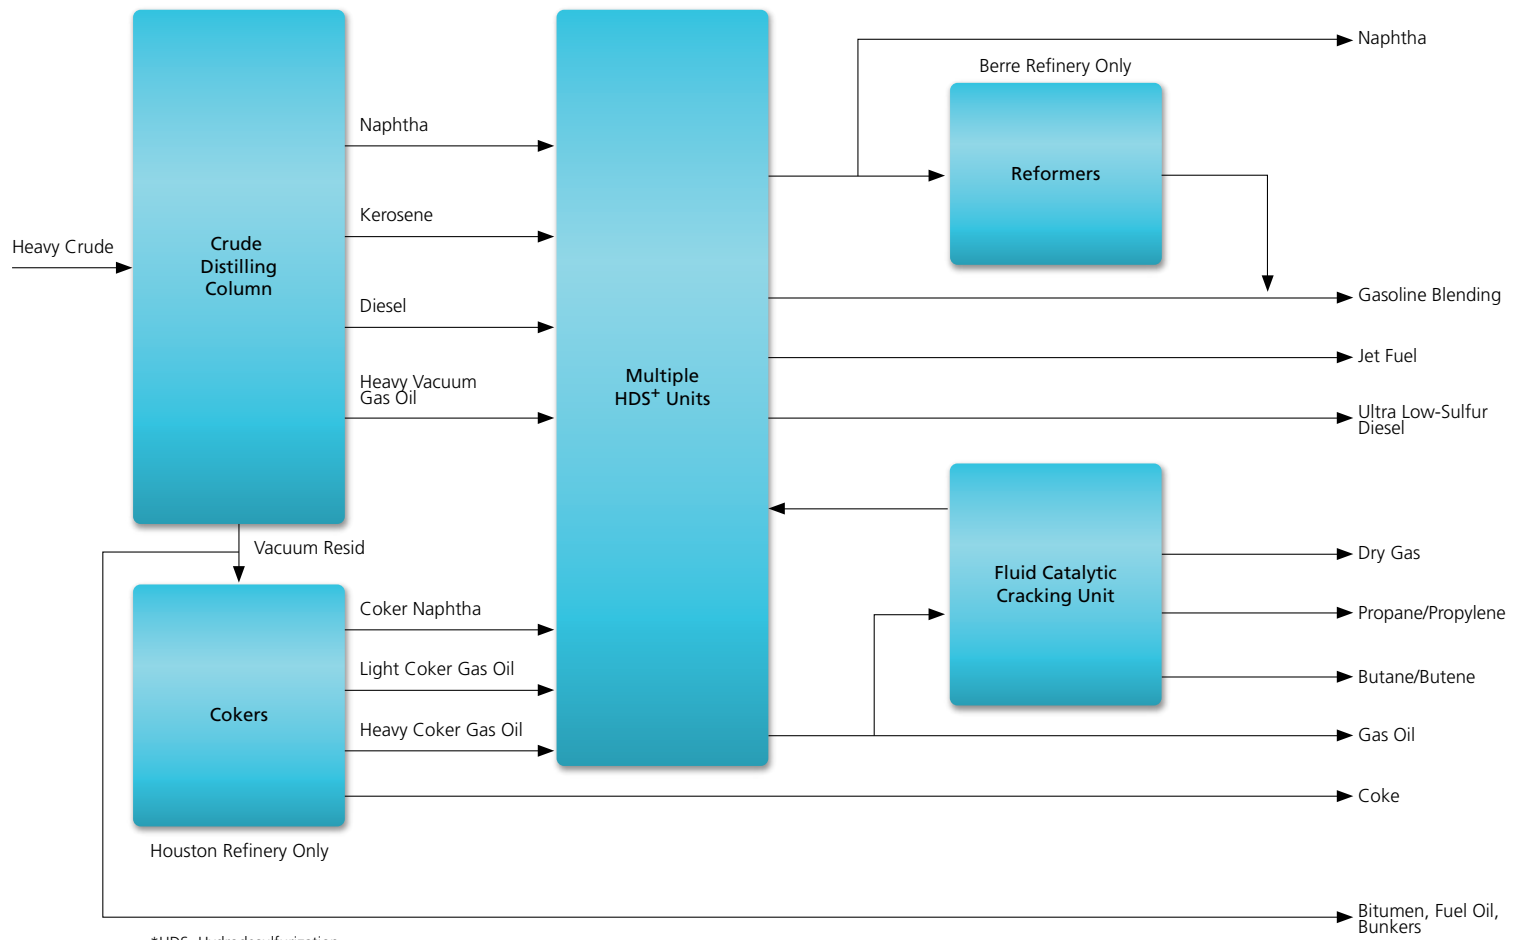 Naphtha
Berre Refinery Only
Naphtha
Reformers
Kerosene
Heavy Crude
Crude
Distilling
Column
Gasoline Blending
Diesel
Jet Fuel
Multiple
HDS+ Units
Heavy Vacuum
Gas Oil
Ultra Low-Sulfur
Diesel
Vacuum Resid
Dry Gas
Fluid Catalytic
Cracking Unit
Coker Naphtha
Propane/Propylene
Light Coker Gas Oil
Butane/Butene
Cokers
Heavy Coker Gas Oil
Gas Oil
Coke
Houston Refinery Only
Bitumen, Fuel Oil,
Bunkers
*HDS: Hydrodesulfurization